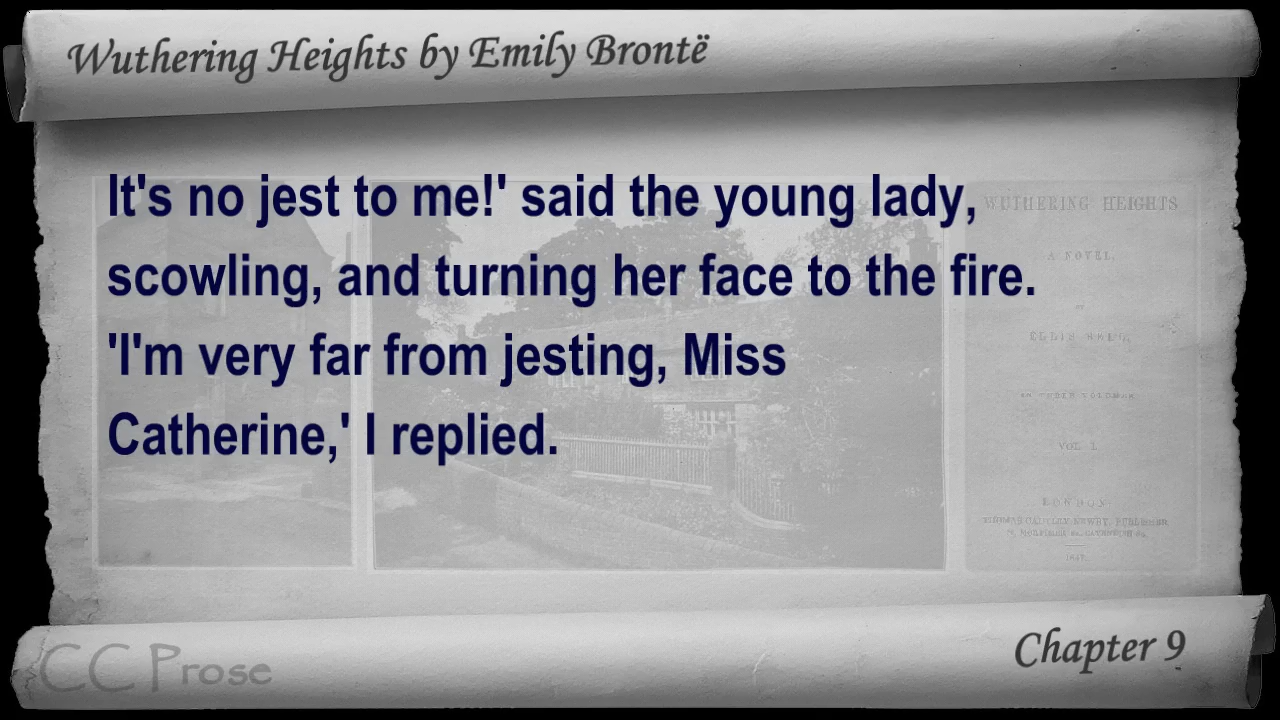 Wuthering Heights by Emily Brontë
It's no jest to me!' said the young lady,
scowling, and turning her face to the fire.
'I'm very far from jesting, Miss
Catherine,' I replied.
WUTHERING HEIGHTS
A NOVEL,
VOL. I.
LONDON:
Chapter 9
CC Prose